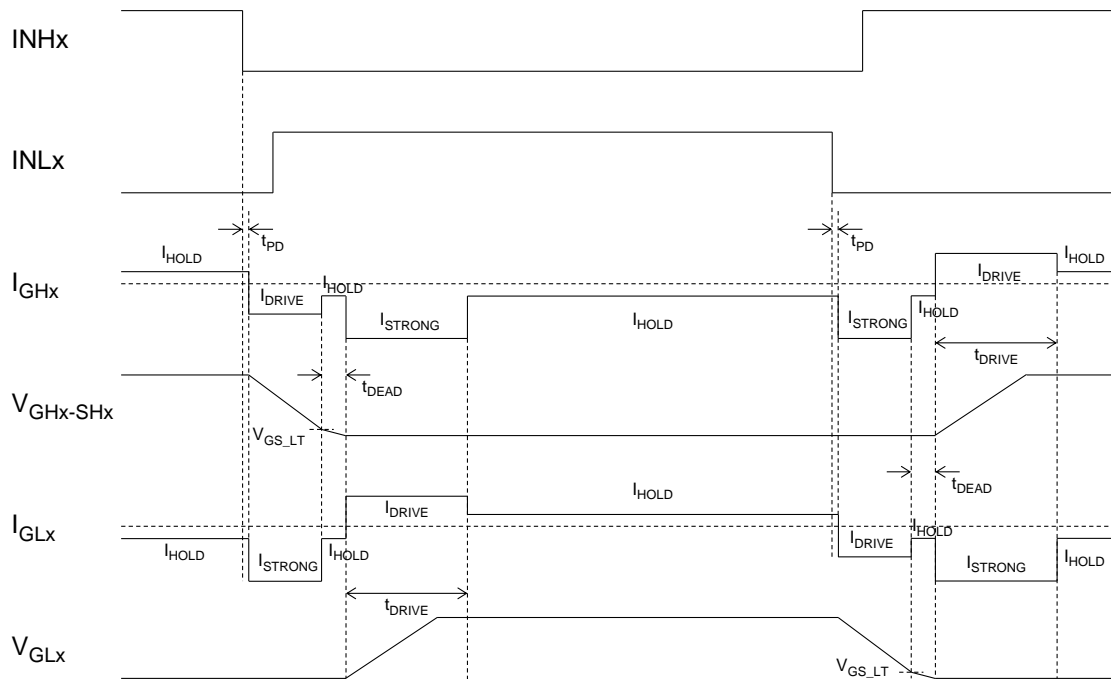 INHx
INLx
tPD
tPD
IHOLD
IHOLD
IHOLD
IGHx
IDRIVE
IDRIVE
ISTRONG
IHOLD
ISTRONG
IHOLD
tDRIVE
tDEAD
VGHx-SHx
VGS_LT
tDEAD
IHOLD
IDRIVE
IGLx
IHOLD
IHOLD
IHOLD
IDRIVE
IHOLD
ISTRONG
ISTRONG
tDRIVE
VGLx
VGS_LT